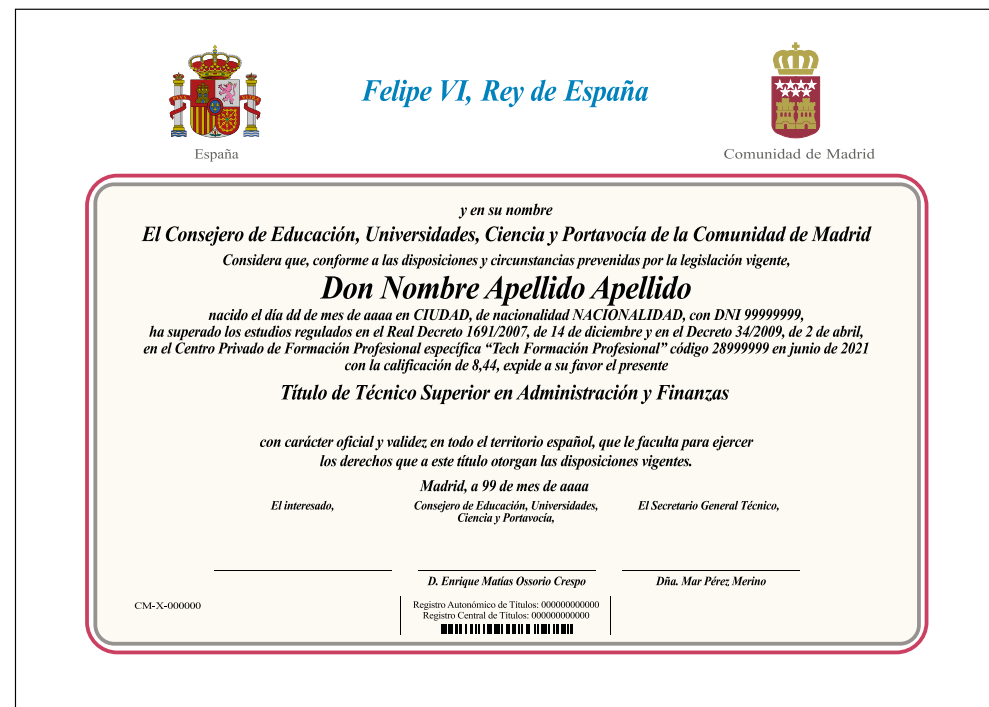 Felipe VI, Rey de España
España
Comunidad de Madrid
y en su nombre
El Consejero de Educación, Universidades, Ciencia y Portavocía de la Comunidad de Madrid
Considera que, conforme a las disposiciones y circunstancias prevenidas por la legislación vigente,
Don Nombre Apellido Apellido
nacido el día dd de mes de aaaa en CIUDAD, de nacionalidad NACIONALIDAD, con DNI 99999999,
ha superado los estudios regulados en el Real Decreto 1691/2007, de 14 de diciembre y en el Decreto 34/2009, de 2 de abril,
en el Centro Privado de Formación Profesional específica “Tech Formación Profesional” código 28999999 en junio de 2021
con la calificación de 8,44, expide a su favor el presente
Título de Técnico Superior en Administración y Finanzas
con carácter oficial y validez en todo el territorio español, que le faculta para ejercer
los derechos que a este título otorgan las disposiciones vigentes.
Madrid, a 99 de mes de aaaa
El interesado,
Consejero de Educación, Universidades,
Ciencia y Portavocía,
El Secretario General Técnico,
D. Enrique Matías Ossorio Crespo
Dña. Mar Pérez Merino
CM-X-000000
Registro Autonómico de Títulos: 000000000000
Registro Central de Títulos: 000000000000